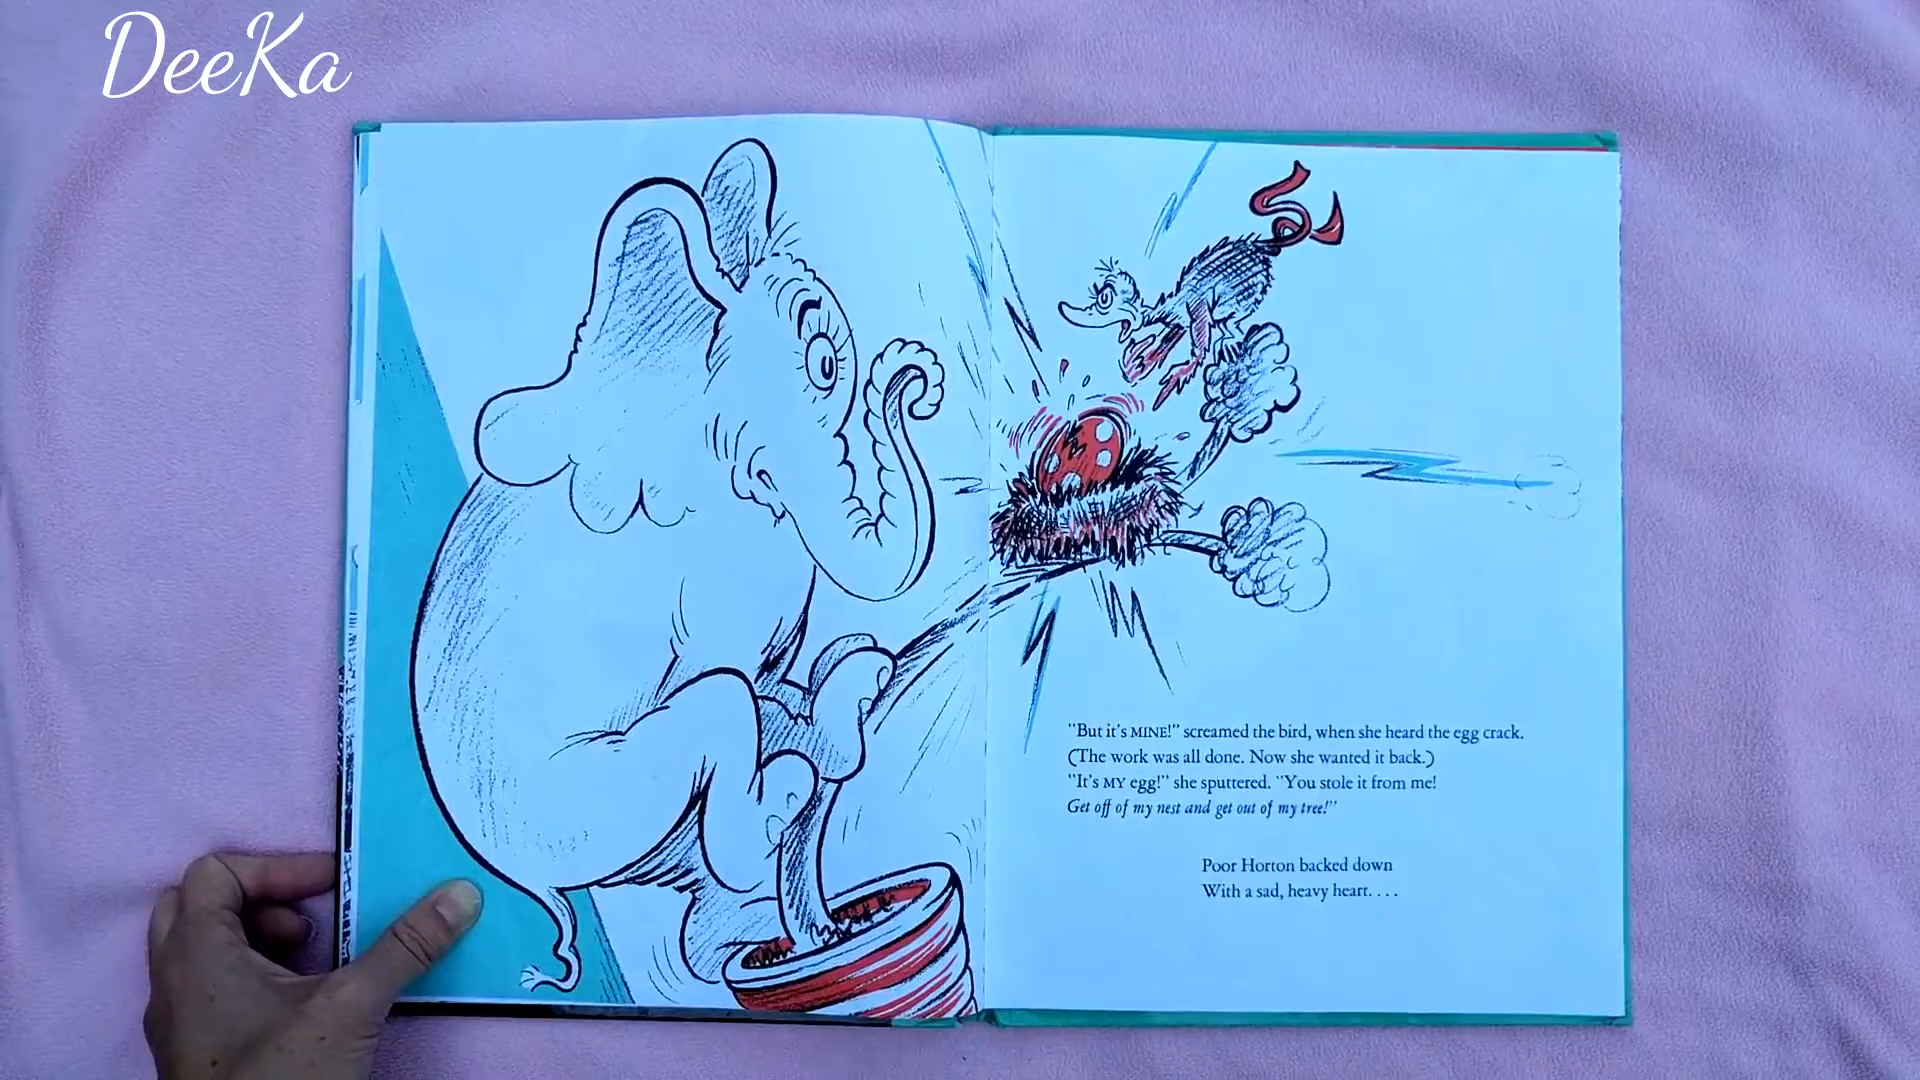 DeeKa
"But it's MINE!" screamed the bird, when she heard the egg crack.
(The work was all done. Now she wanted it back.)
"It's MY egg!" she sputtered. "You stole it from me!
Get off of my nest and get out of my tree!"
Poor Horton backed down
With a sad, heavy heart. . . .